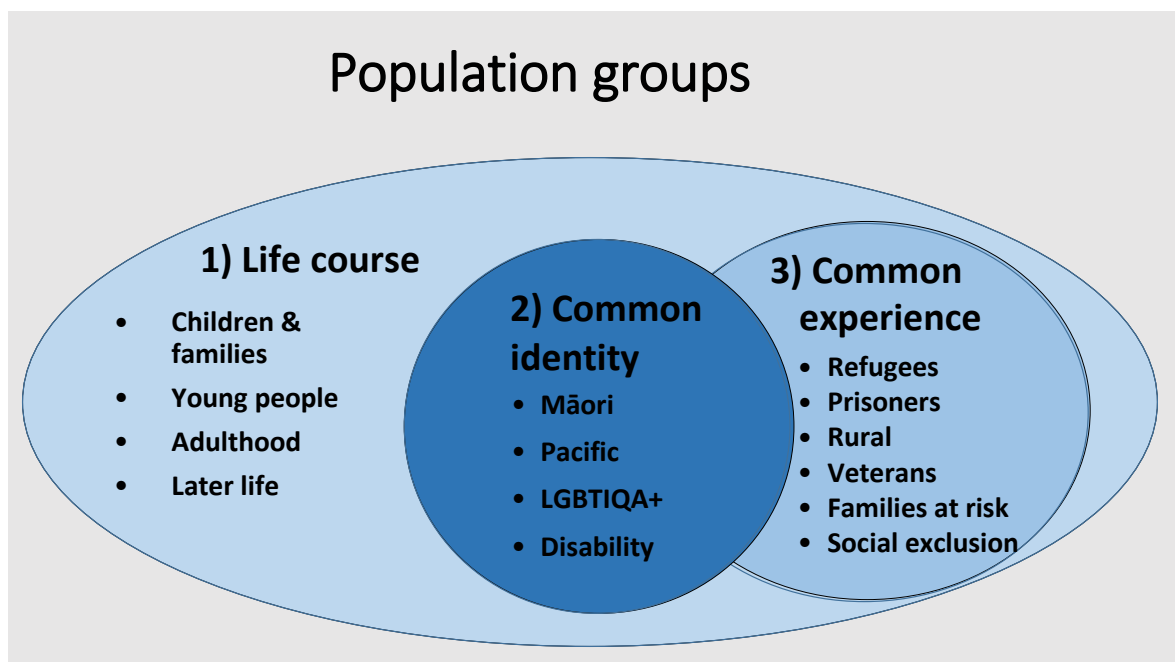 Population groups
1) Life course
• Children &
families
• Young people
• Adulthood
• Later life
2) Common
identity
• Māori
• Pacific
• LGBTIQA+
• Disability
3) Common
experience
• Refugees
• Prisoners
• Rural
• Veterans
• Families at risk
• Social exclusion